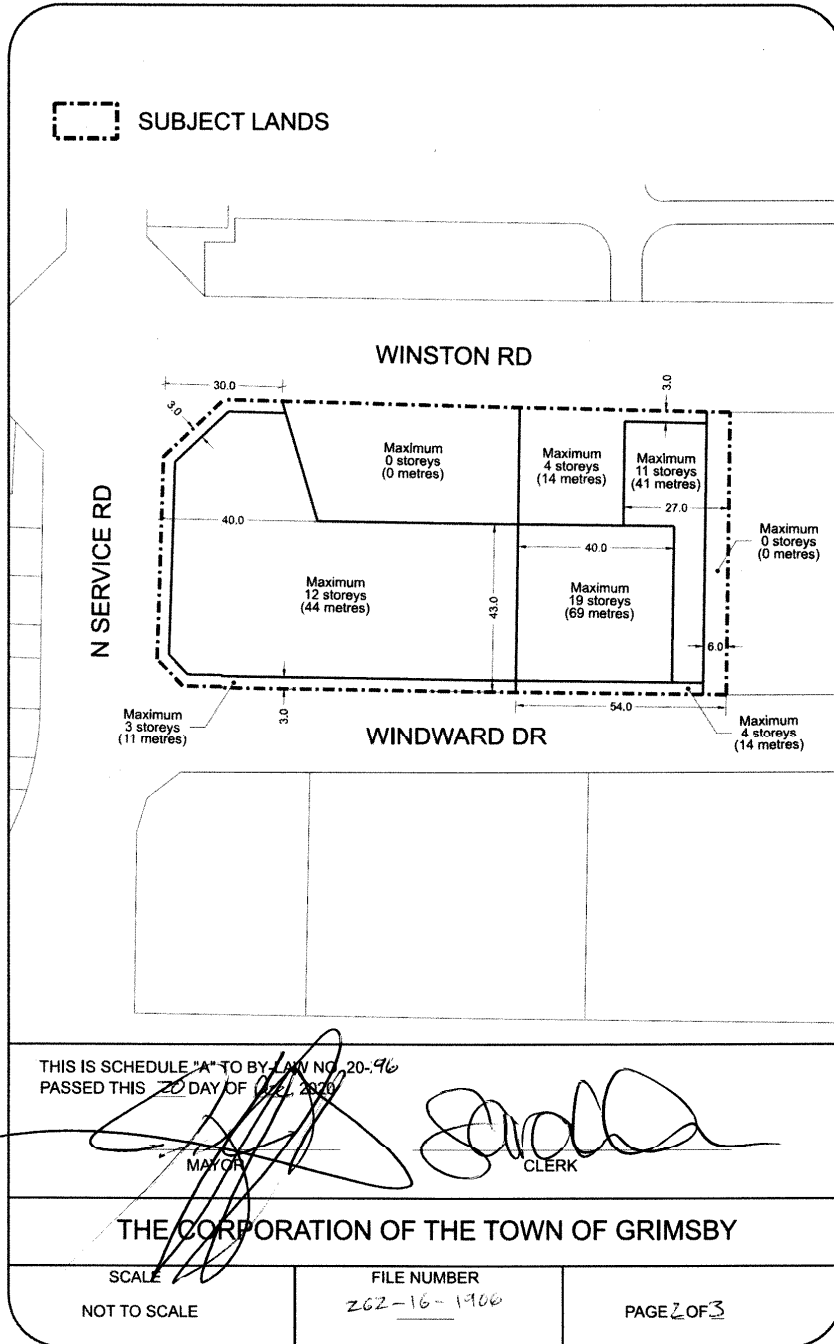 SUBJECT LANDS
WINSTON RD
30.0
3.0
3.0
Maximum
0 storeys
(0 metres)
Maximum
4 storeys
(14 metres)
Maximum
11 storeys
(41 metres)
27.0
N SERVICE RD
40.0
40.0
Maximum
0 storeys
(0 metres)
Maximum
12 storeys
(44 metres)
43.0
Maximum
19 storeys
(69 metres)
6.0
Maximum
3 storeys
(11 metres)
3.0
54.0
WINDWARD DR
Maximum
4 storeys
(14 metres)
THIS IS SCHEDULE "A" TO BY-LAW NO. 20-96
PASSED THIS 20 DAY OF 2020
MAYOR
CLERK
THE CORPORATION OF THE TOWN OF GRIMSBY
SCALE
NOT TO SCALE
FILE NUMBER
262-16-1906
PAGE 2 OF 3